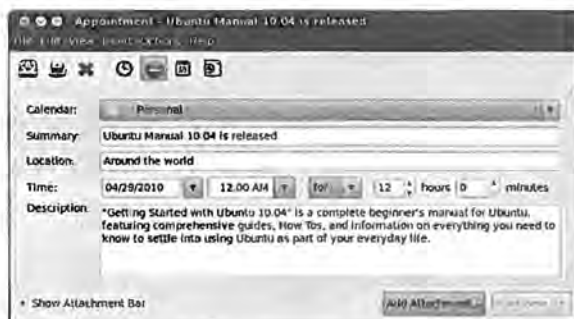 Appointment - Ubuntu Manual 10.04 is released
File Edit View Insert Options Help
Calendar: Personal
Summary: Ubuntu Manual 10.04 is released
Location: Around the world
Time: 04/29/2010 12:00 AM for 12 hours 0 minutes
Description: "Getting Started with Ubuntu 10.04" is a complete beginner's manual for Ubuntu,
featuring comprehensive guides, How Tos, and information on everything you need to
know to settle into using Ubuntu as part of your everyday life.
Show Attachment Bar Add Attachment...